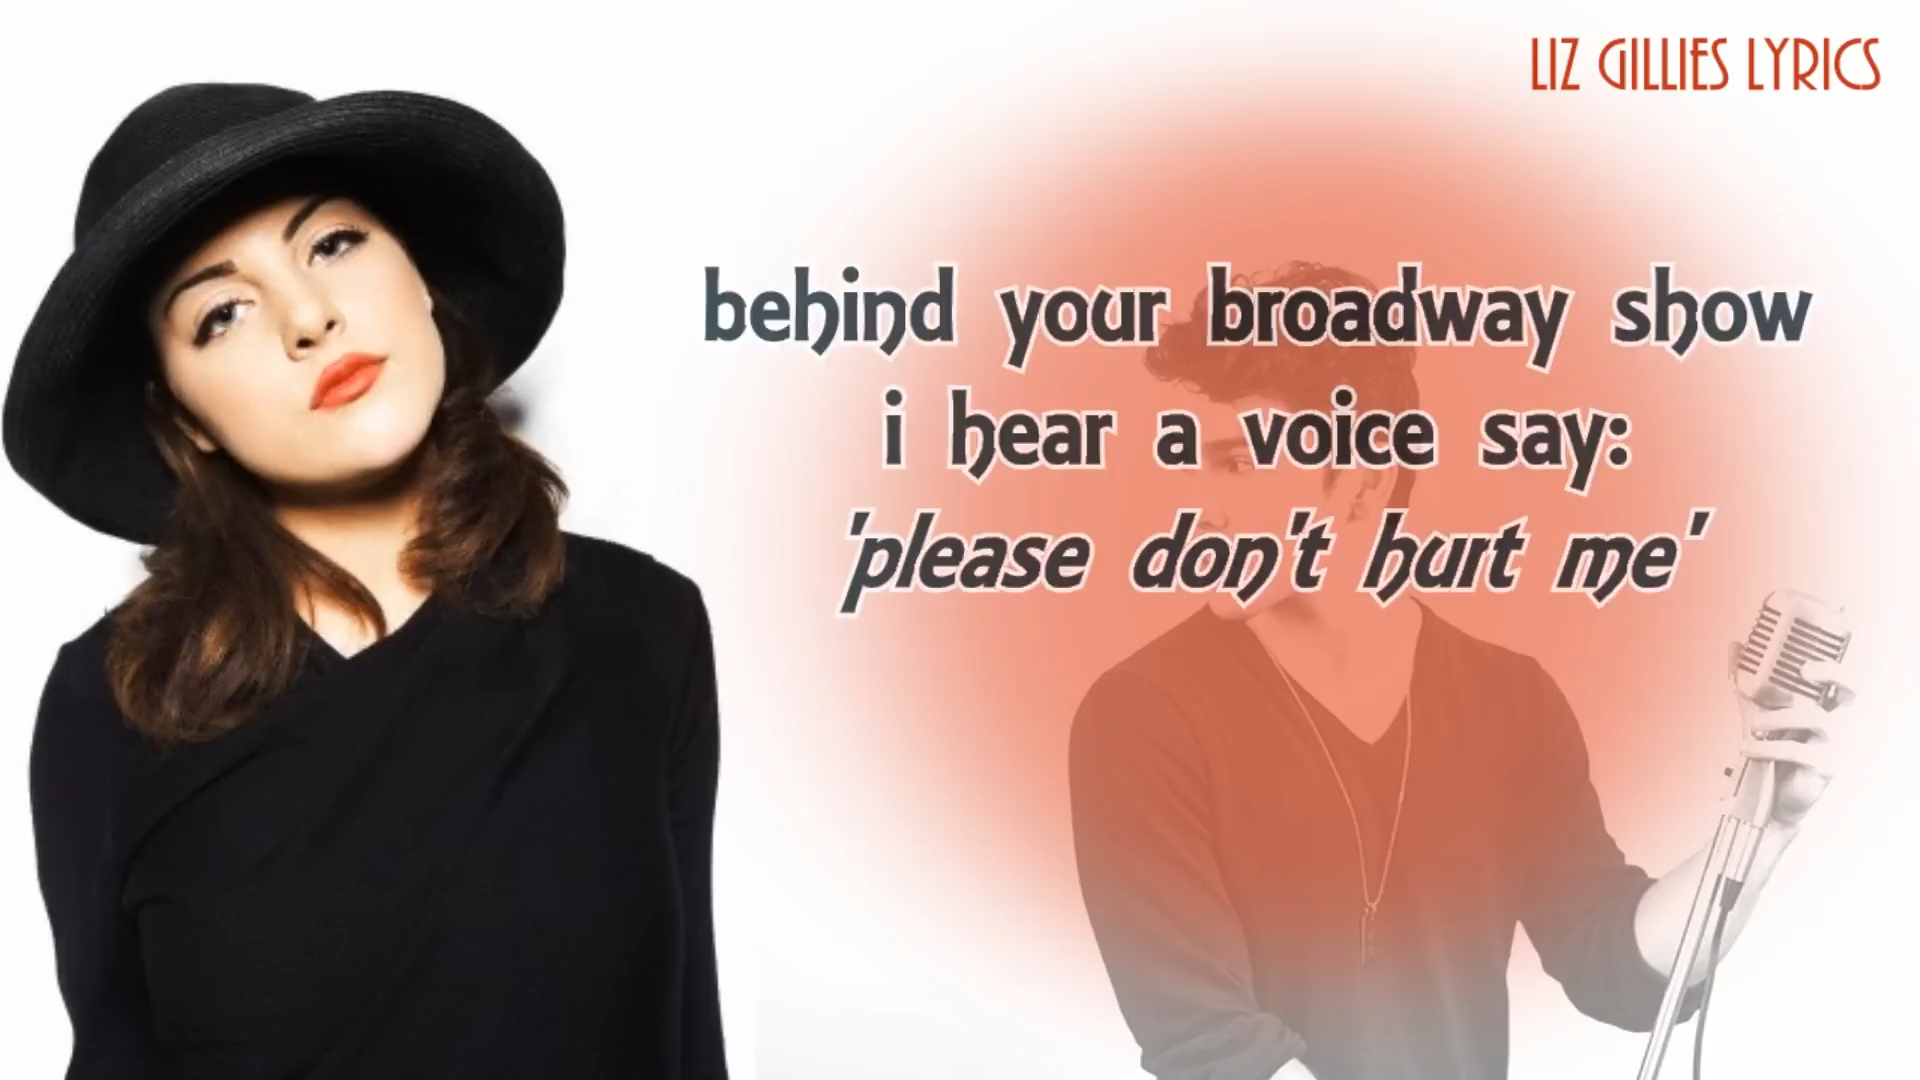 LIZ GILLIES LYRICS
behind your broadway show
i hear a voice say:
'please don't hurt me'